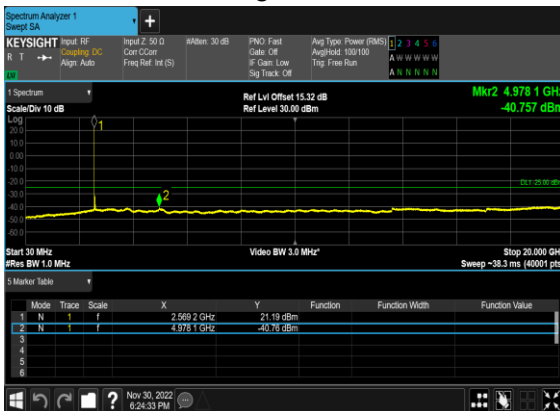 Spectrum Analyzer 1
Swept SA
KEYSIGHT Input: RF Input Z: 50 Ω #Atten: 30 dB PNO: Fast Avg Type: Power (RMS) 1 2 3 4 5 6
R T Coupling: DC Corr CCorr Gate: Off Avg|Hold: 100/100 A W W W W W
Align: Auto Freq Ref: Int (S) IF Gain: Low Trig: Free Run
Sig Track: Off A N N N N N
LV
1 Spectrum Ref Lvl Offset 15.32 dB Mkr2 4.978 1 GHz
Scale/Div 10 dB Ref Level 30.00 dBm -40.757 dBm
Log
20.0
10.0
0.00
-10.0
-20.0
-30.0
-40.0
-50.0
-60.0
1
2
DL1 -25.00 dBm
Start 30 MHz Video BW 3.0 MHz* Stop 20.000 GH
#Res BW 1.0 MHz Sweep ~38.3 ms (40001 pts
5 Marker Table
Mode Trace Scale X Y Function Function Width Function Value
1 N 1 f 2.569 2 GHz 21.19 dBm
2 N 1 f 4.978 1 GHz -40.76 dBm
3
4
5
6
? Nov 30, 2022
6:24:33 PM